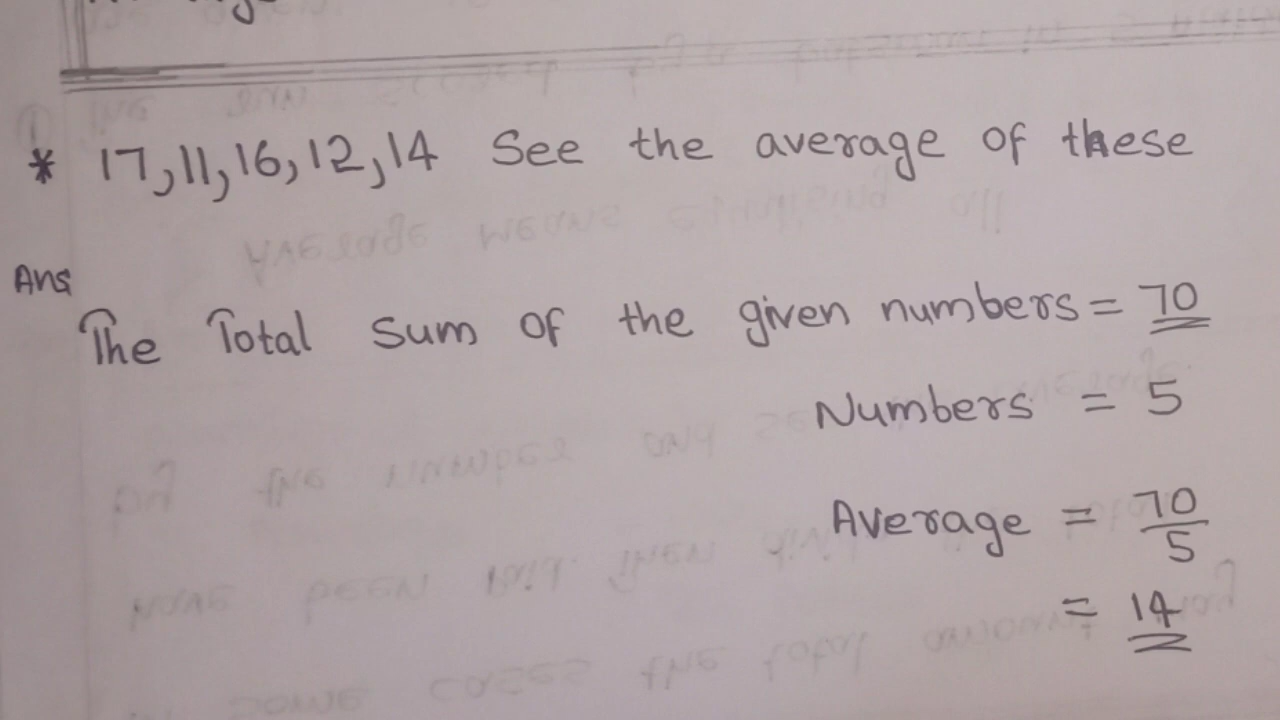 * 17,11,16,12,14 See the average of these
Ans
The Total Sum of the given numbers = 70
Numbers = 5
Average = 70/5
= 14